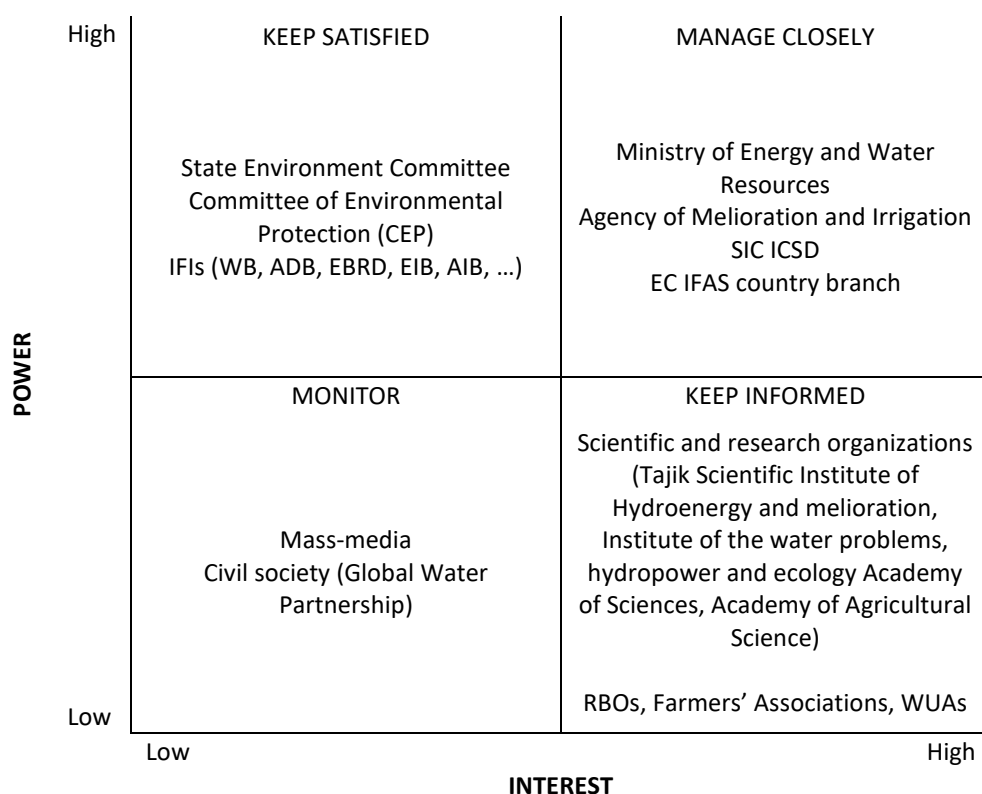 High
KEEP SATISFIED
MANAGE CLOSELY
State Environment Committee
Committee of Environmental
Protection (CEP)
IFIs (WB, ADB, EBRD, EIB, AIB, …)
Ministry of Energy and Water
Resources
Agency of Melioration and Irrigation
SIC ICSD
EC IFAS country branch
POWER
MONITOR
KEEP INFORMED
Mass-media
Civil society (Global Water
Partnership)
Scientific and research organizations
(Tajik Scientific Institute of
Hydroenergy and melioration,
Institute of the water problems,
hydropower and ecology Academy
of Sciences, Academy of Agricultural
Science)
RBOs, Farmers’ Associations, WUAs
Low
Low
High
INTEREST